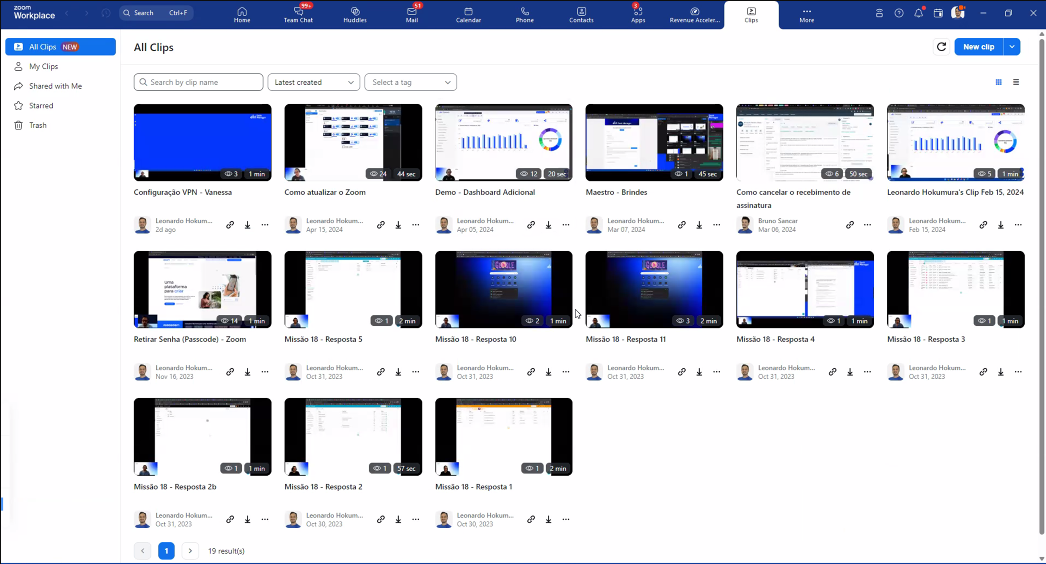 zoom
Workplace
Search Ctrl+F
Home
99+
Team Chat
Huddles
51
Mail
Calendar
Phone
Contacts
3
Apps
Revenue Acceler...
Clips
More
All Clips NEW
My Clips
Shared with Me
Starred
Trash
All Clips
New clip
Search by clip name
Latest created
Select a tag
3 1 min
24 44 sec
12 20 sec
1 45 sec
6 50 sec
5 1 min
Configuração VPN - Vanessa
Como atualizar o Zoom
Demo - Dashboard Adicional
Maestro - Brindes
Como cancelar o recebimento de
assinatura
Leonardo Hokumura's Clip Feb 15, 2024
Leonardo Hokum...
2d ago
Leonardo Hokum...
Apr 15, 2024
Leonardo Hokum...
Apr 05, 2024
Leonardo Hokum...
Mar 07, 2024
Bruno Sancar
Mar 06, 2024
Leonardo Hokum...
Feb 15, 2024
uma
plataforma
para unir
14 1 min
1 2 min
2 1 min
3 2 min
1 1 min
1 1 min
Retirar Senha (Passcode) - Zoom
Missão 18 - Resposta 5
Missão 18 - Resposta 10
Missão 18 - Resposta 11
Missão 18 - Resposta 4
Missão 18 - Resposta 3
Leonardo Hokum...
Nov 16, 2023
Leonardo Hokum...
Oct 31, 2023
Leonardo Hokum...
Oct 31, 2023
Leonardo Hokum...
Oct 31, 2023
Leonardo Hokum...
Oct 31, 2023
Leonardo Hokum...
Oct 31, 2023
1 1 min
1 57 sec
1 2 min
Missão 18 - Resposta 2b
Missão 18 - Resposta 2
Missão 18 - Resposta 1
Leonardo Hokum...
Oct 31, 2023
Leonardo Hokum...
Oct 30, 2023
Leonardo Hokum...
Oct 30, 2023
1
19 result(s)